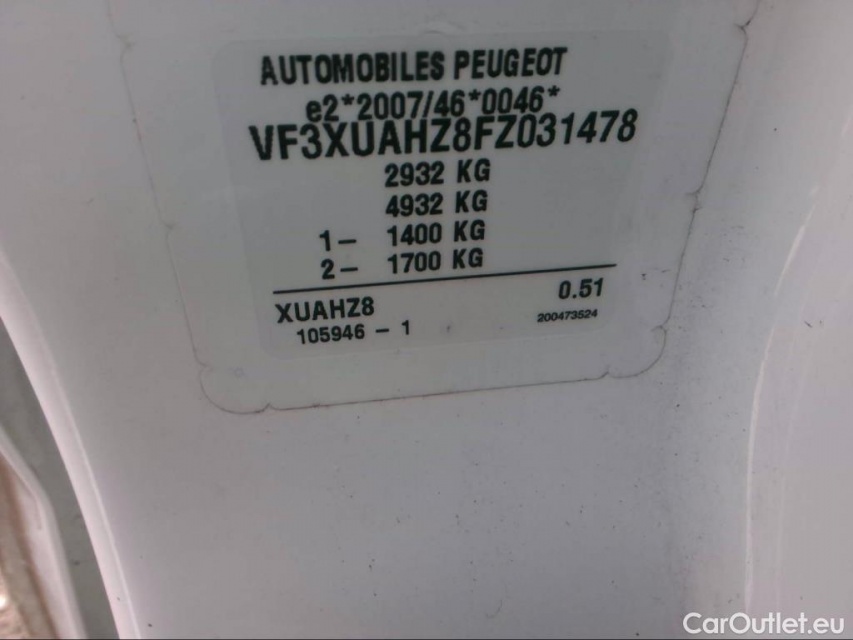 AUTOMOBILES PEUGEOT
e2*2007/46*0046*
VF3XUAHZ8FZ031478
2932 KG
4932 KG
1- 1400 KG
2- 1700 KG
XUAHZ8 0.51
105946 - 1 200473524
CarOutlet.eu